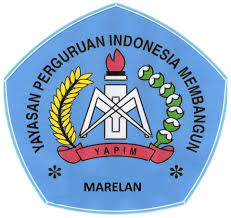 YAYASAN PERGURUAN INDONESIA MEMBANGUN
YAPIM
MARELAN